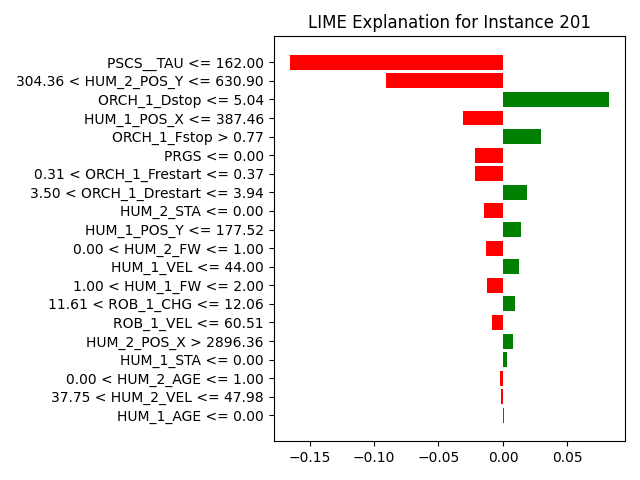 LIME Explanation for Instance 201
PSCS__TAU <= 162.00
304.36 < HUM_2_POS_Y <= 630.90
ORCH_1_Dstop <= 5.04
HUM_1_POS_X <= 387.46
ORCH_1_Fstop > 0.77
PRGS <= 0.00
0.31 < ORCH_1_Frestart <= 0.37
3.50 < ORCH_1_Drestart <= 3.94
HUM_2_STA <= 0.00
HUM_1_POS_Y <= 177.52
0.00 < HUM_2_FW <= 1.00
HUM_1_VEL <= 44.00
1.00 < HUM_1_FW <= 2.00
11.61 < ROB_1_CHG <= 12.06
ROB_1_VEL <= 60.51
HUM_2_POS_X > 2896.36
HUM_1_STA <= 0.00
0.00 < HUM_2_AGE <= 1.00
37.75 < HUM_2_VEL <= 47.98
HUM_1_AGE <= 0.00
−0.15 −0.10 −0.05 0.00 0.05